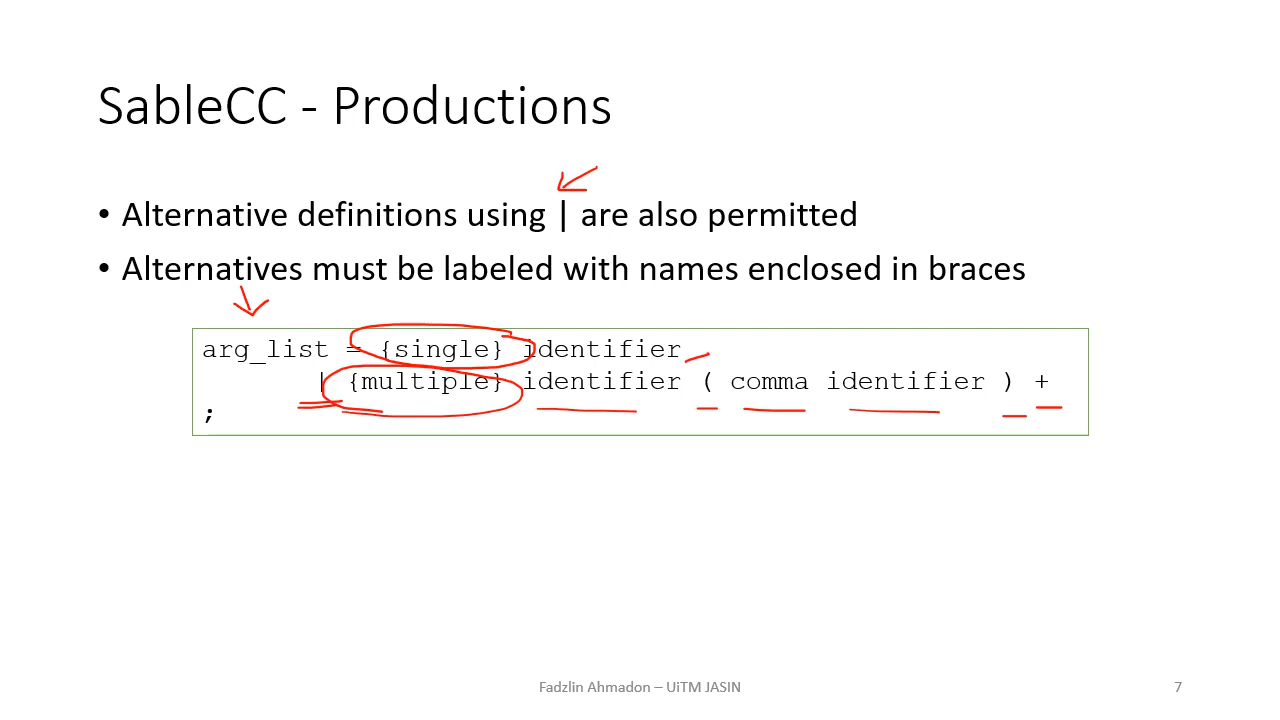 SableCC - Productions
• Alternative definitions using | are also permitted
• Alternatives must be labeled with names enclosed in braces
arg_list = {single} identifier
| {multiple} identifier ( comma identifier ) +
;
Fadzlin Ahmadon – UiTM JASIN
7